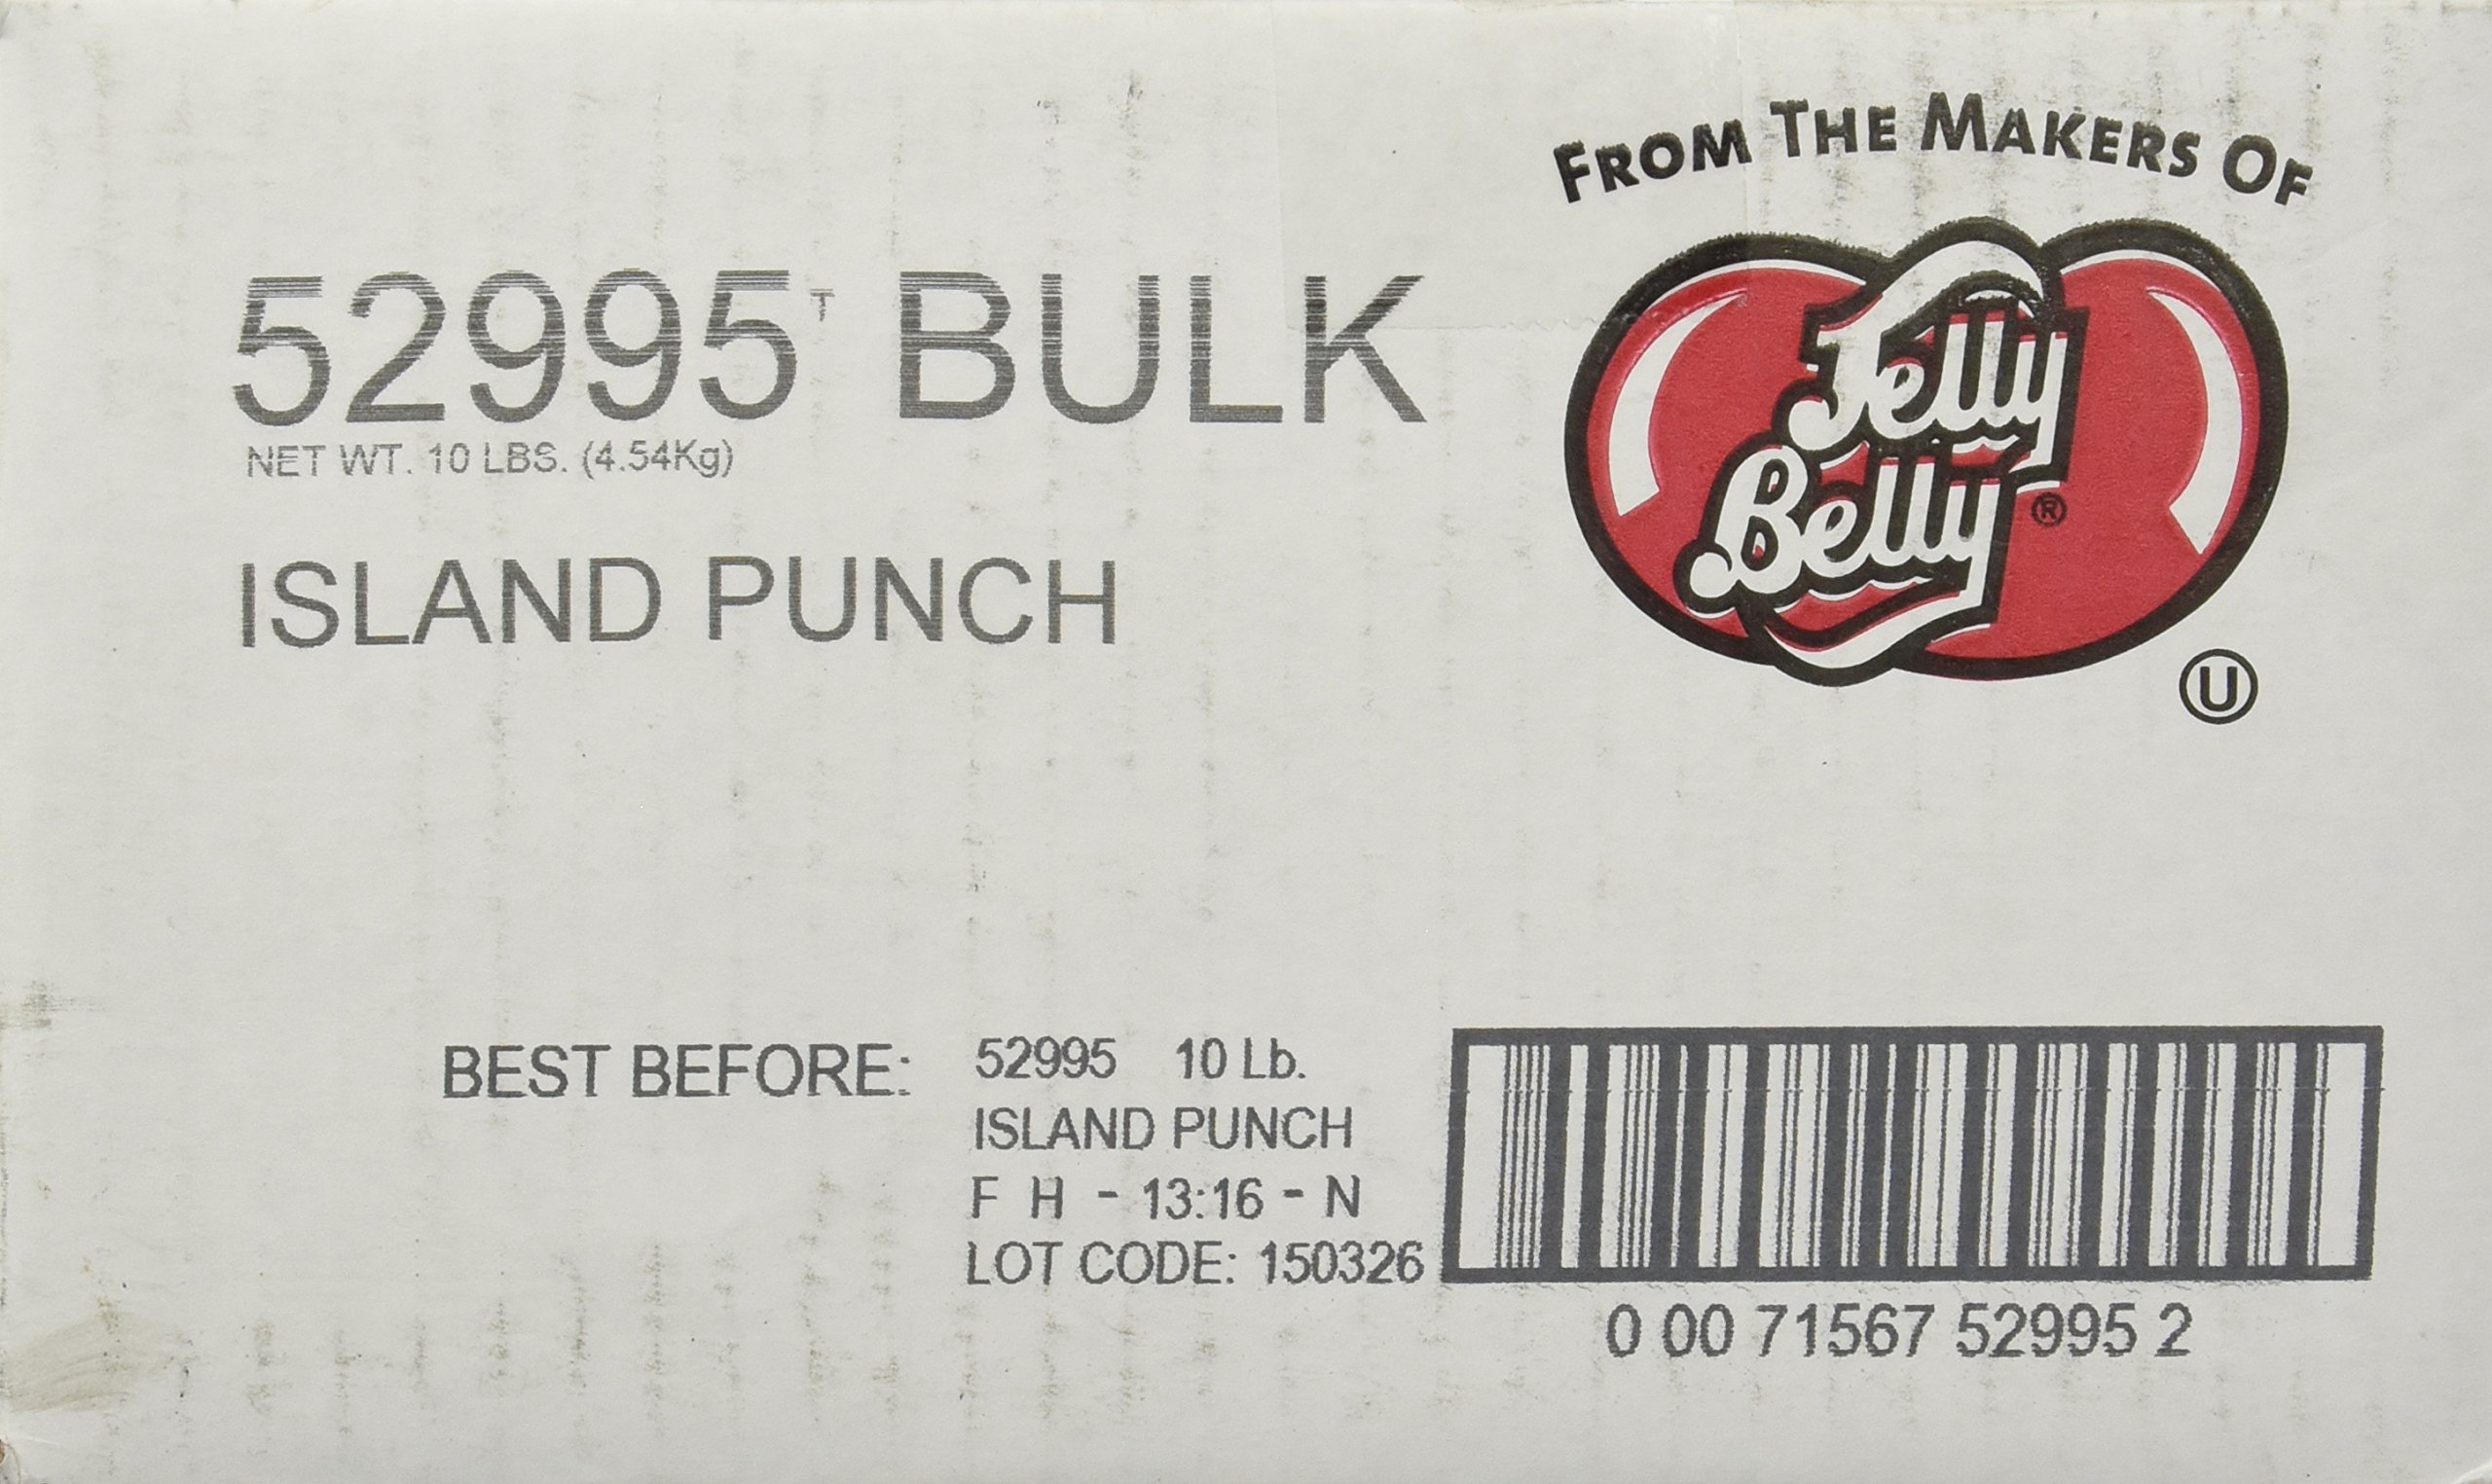 FROM THE MAKERS OF
Jelly
Belly®
U
52995 T BULK
NET WT. 10 LBS. (4.54Kg)
ISLAND PUNCH
BEST BEFORE:
52995 10 Lb.
ISLAND PUNCH
F H - 13:16 - N
LOT CODE: 150326
0 00 71567 52995 2